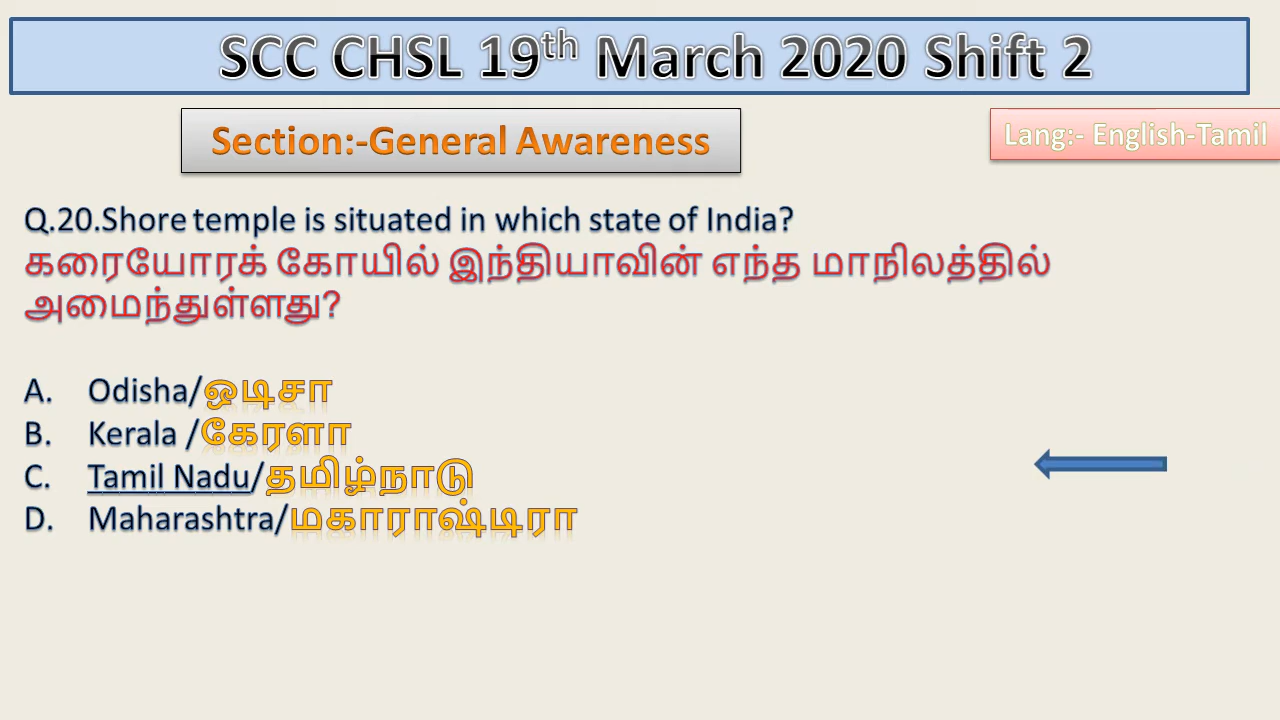 SCC CHSL 19th March 2020 Shift 2
Section:-General Awareness
Lang:- English-Tamil
Q.20.Shore temple is situated in which state of India?
கரையோரக் கோயில் இந்தியாவின் எந்த மாநிலத்தில்
அமைந்துள்ளது?
A. Odisha/ஒடிசா
B. Kerala /கேரளா
C. Tamil Nadu/தமிழ்நாடு
D. Maharashtra/மகாராஷ்டிரா